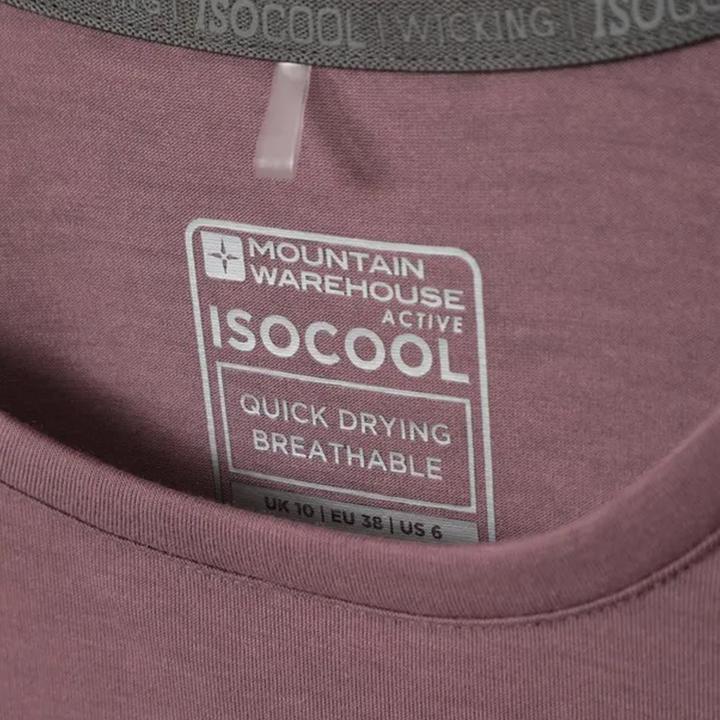 ISOCOOL | WICKING | ISOCO
MOUNTAIN
WAREHOUSE
ACTIVE
ISOCOOL
QUICK DRYING
BREATHABLE
UK 10 | EU 38 | US 6